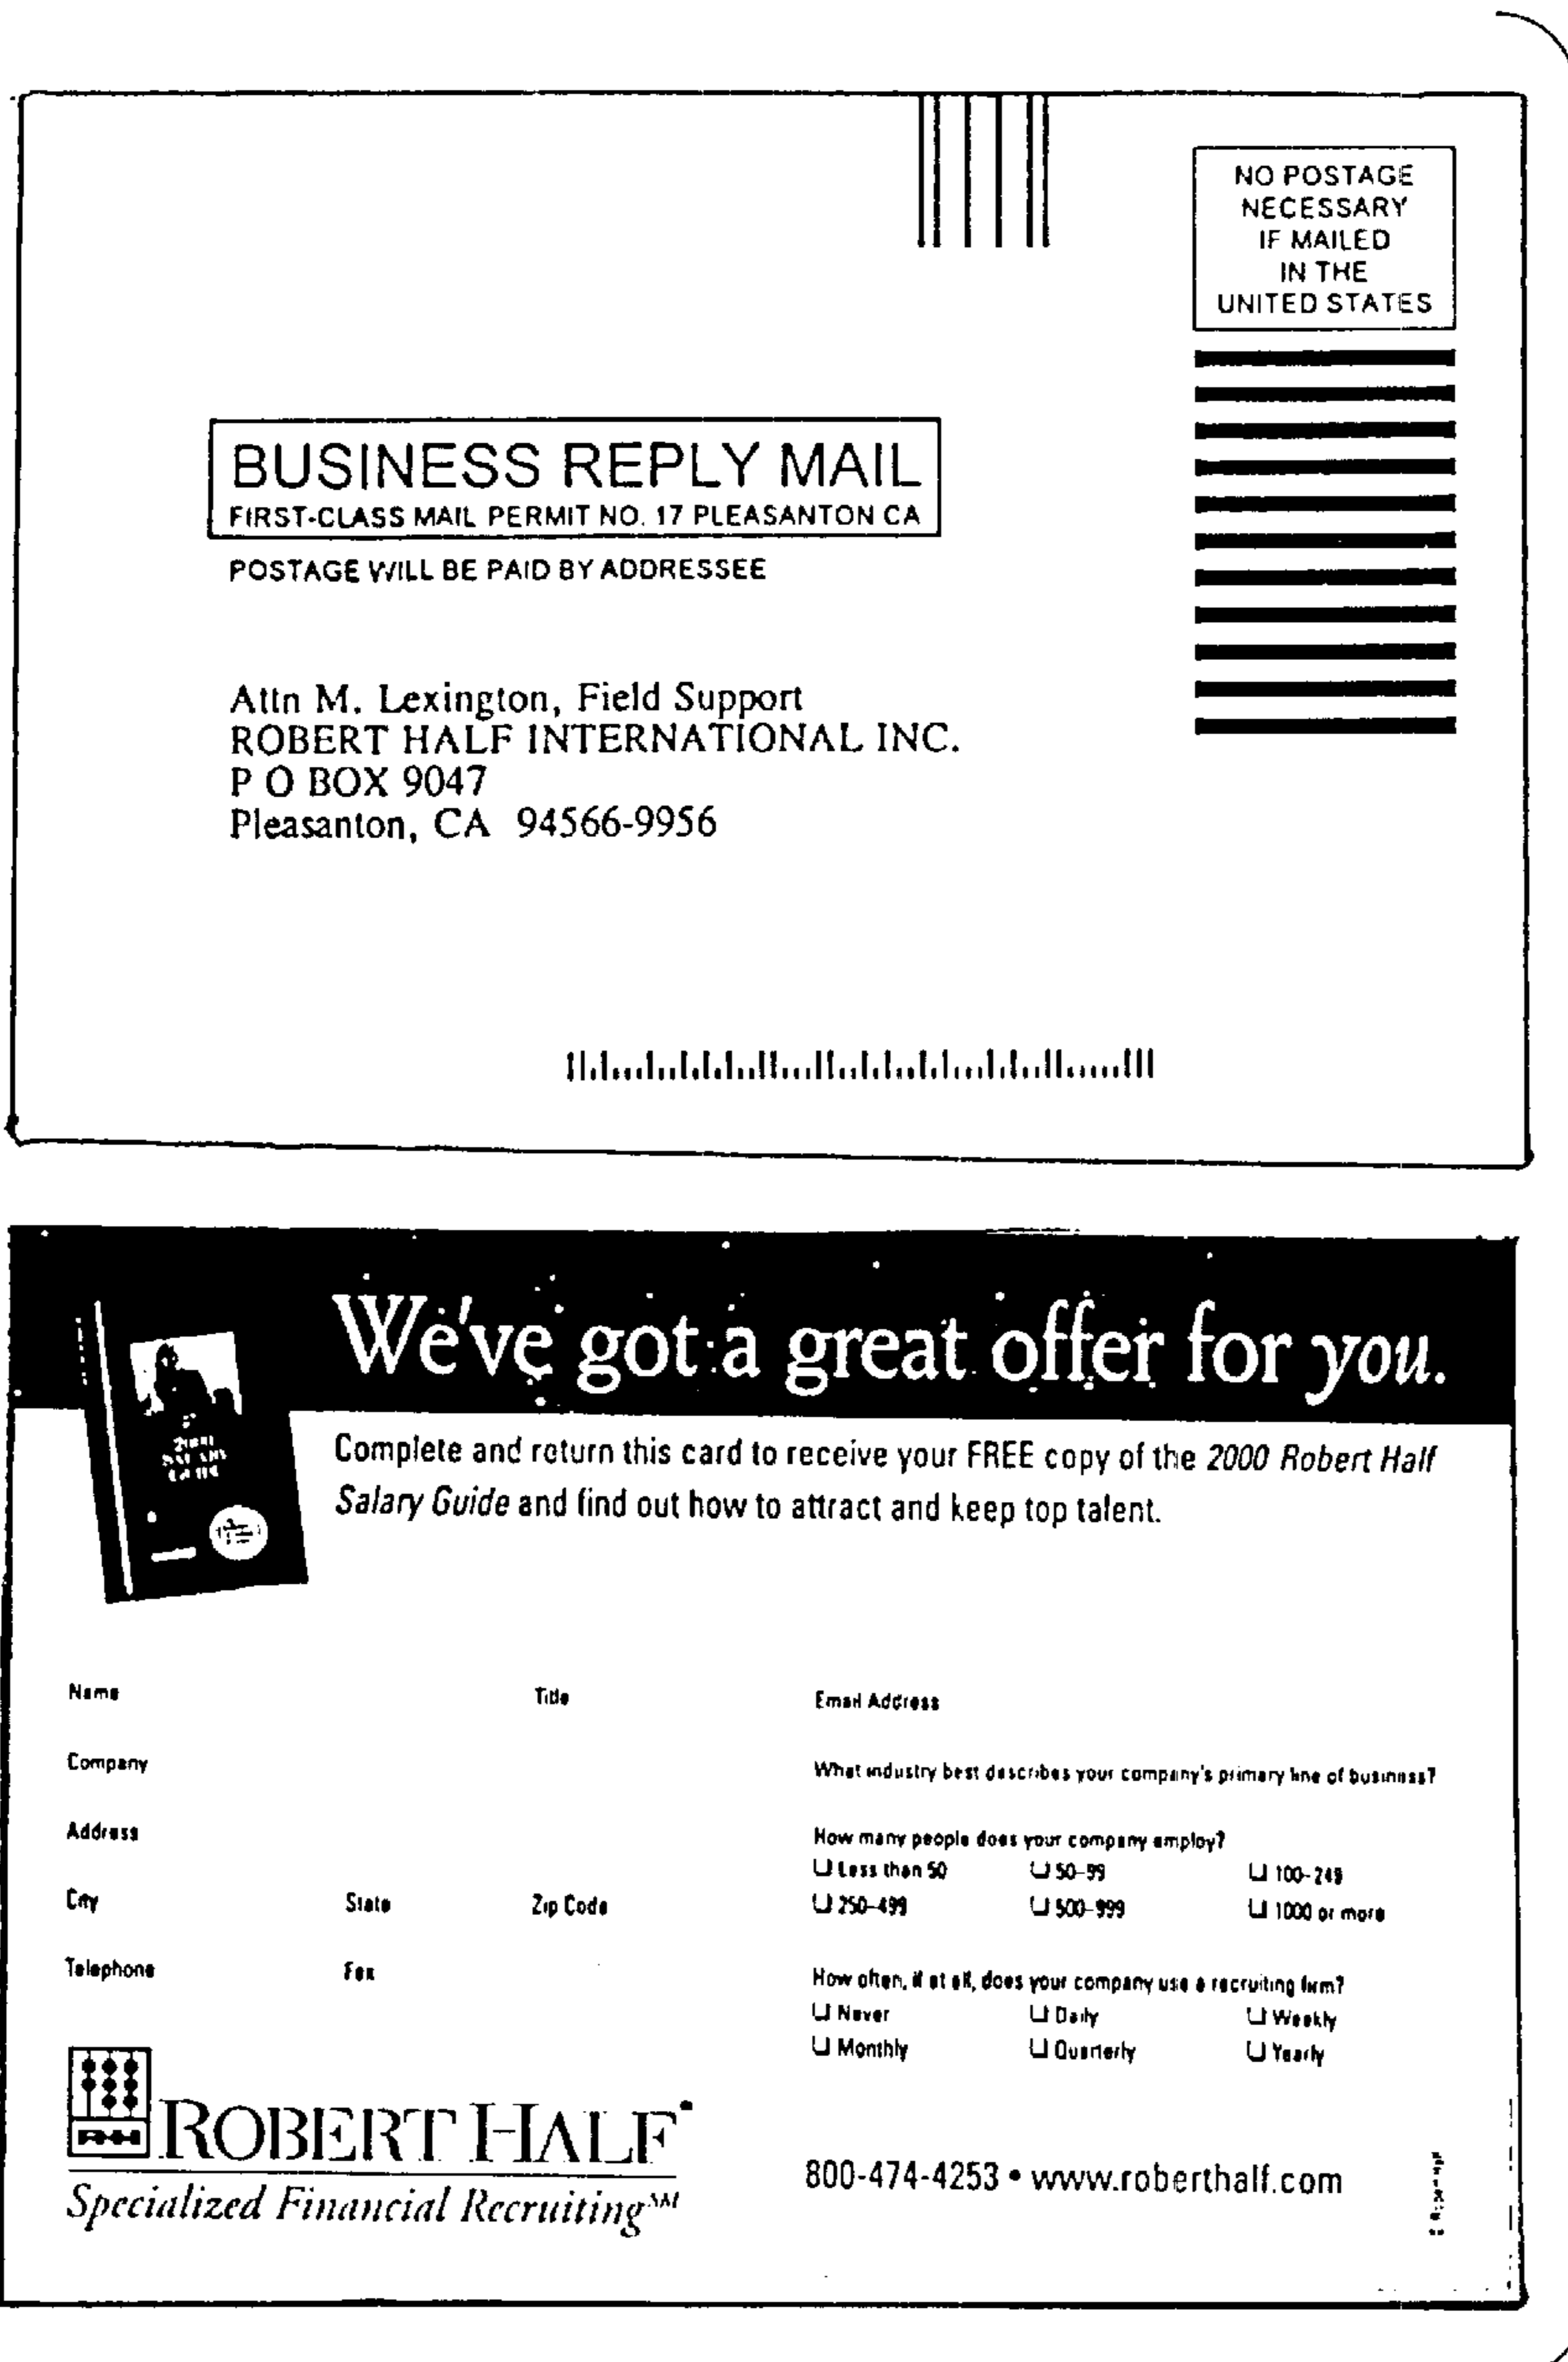 NO POSTAGE
NECESSARY
IF MAILED
IN THE
UNITED STATES
BUSINESS REPLY MAIL
FIRST-CLASS MAIL PERMIT NO. 17 PLEASANTON CA
POSTAGE WILL BE PAID BY ADDRESSEE
Attn M. Lexington, Field Support
ROBERT HALF INTERNATIONAL INC.
P O BOX 9047
Pleasanton, CA 94566-9956
We've got a great offer for you.
Complete and return this card to receive your FREE copy of the 2000 Robert Half
Salary Guide and find out how to attract and keep top talent.
Name Title Email Address
Company What industry best describes your company's primary line of business?
Address How many people does your company employ?
❑ Less than 50 ❑ 50-99 ❑ 100-249
City State Zip Code ❑ 250-499 ❑ 500-999 ❑ 1000 or more
Telephone Fax How often, if at all, does your company use a recruiting firm?
❑ Never ❑ Daily ❑ Weekly
❑ Monthly ❑ Quarterly ❑ Yearly
RH ROBERT HALF
Specialized Financial Recruiting℠
800-474-4253 • www.roberthalf.com